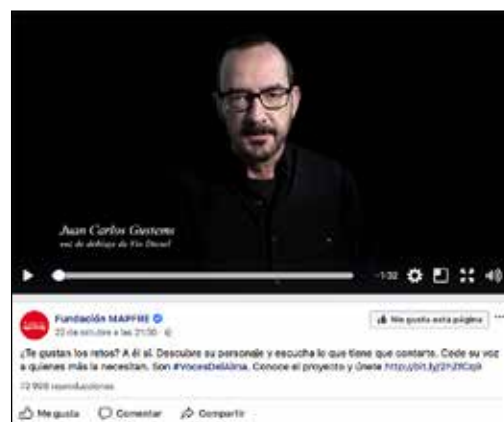 Juan Carlos Gustems
voz de doblaje de Vin Diesel
-1:32
Fundación MAPFRE
Me gusta esta página
22 de octubre a las 21:30
¿Te gustan los retos? A él sí. Descubre su personaje y escucha lo que tiene que contarte. Cede su voz
a quienes más la necesitan. Son #VocesDelAlma. Conoce el proyecto y únete
reproducciones
Me gusta Comentar Compartir